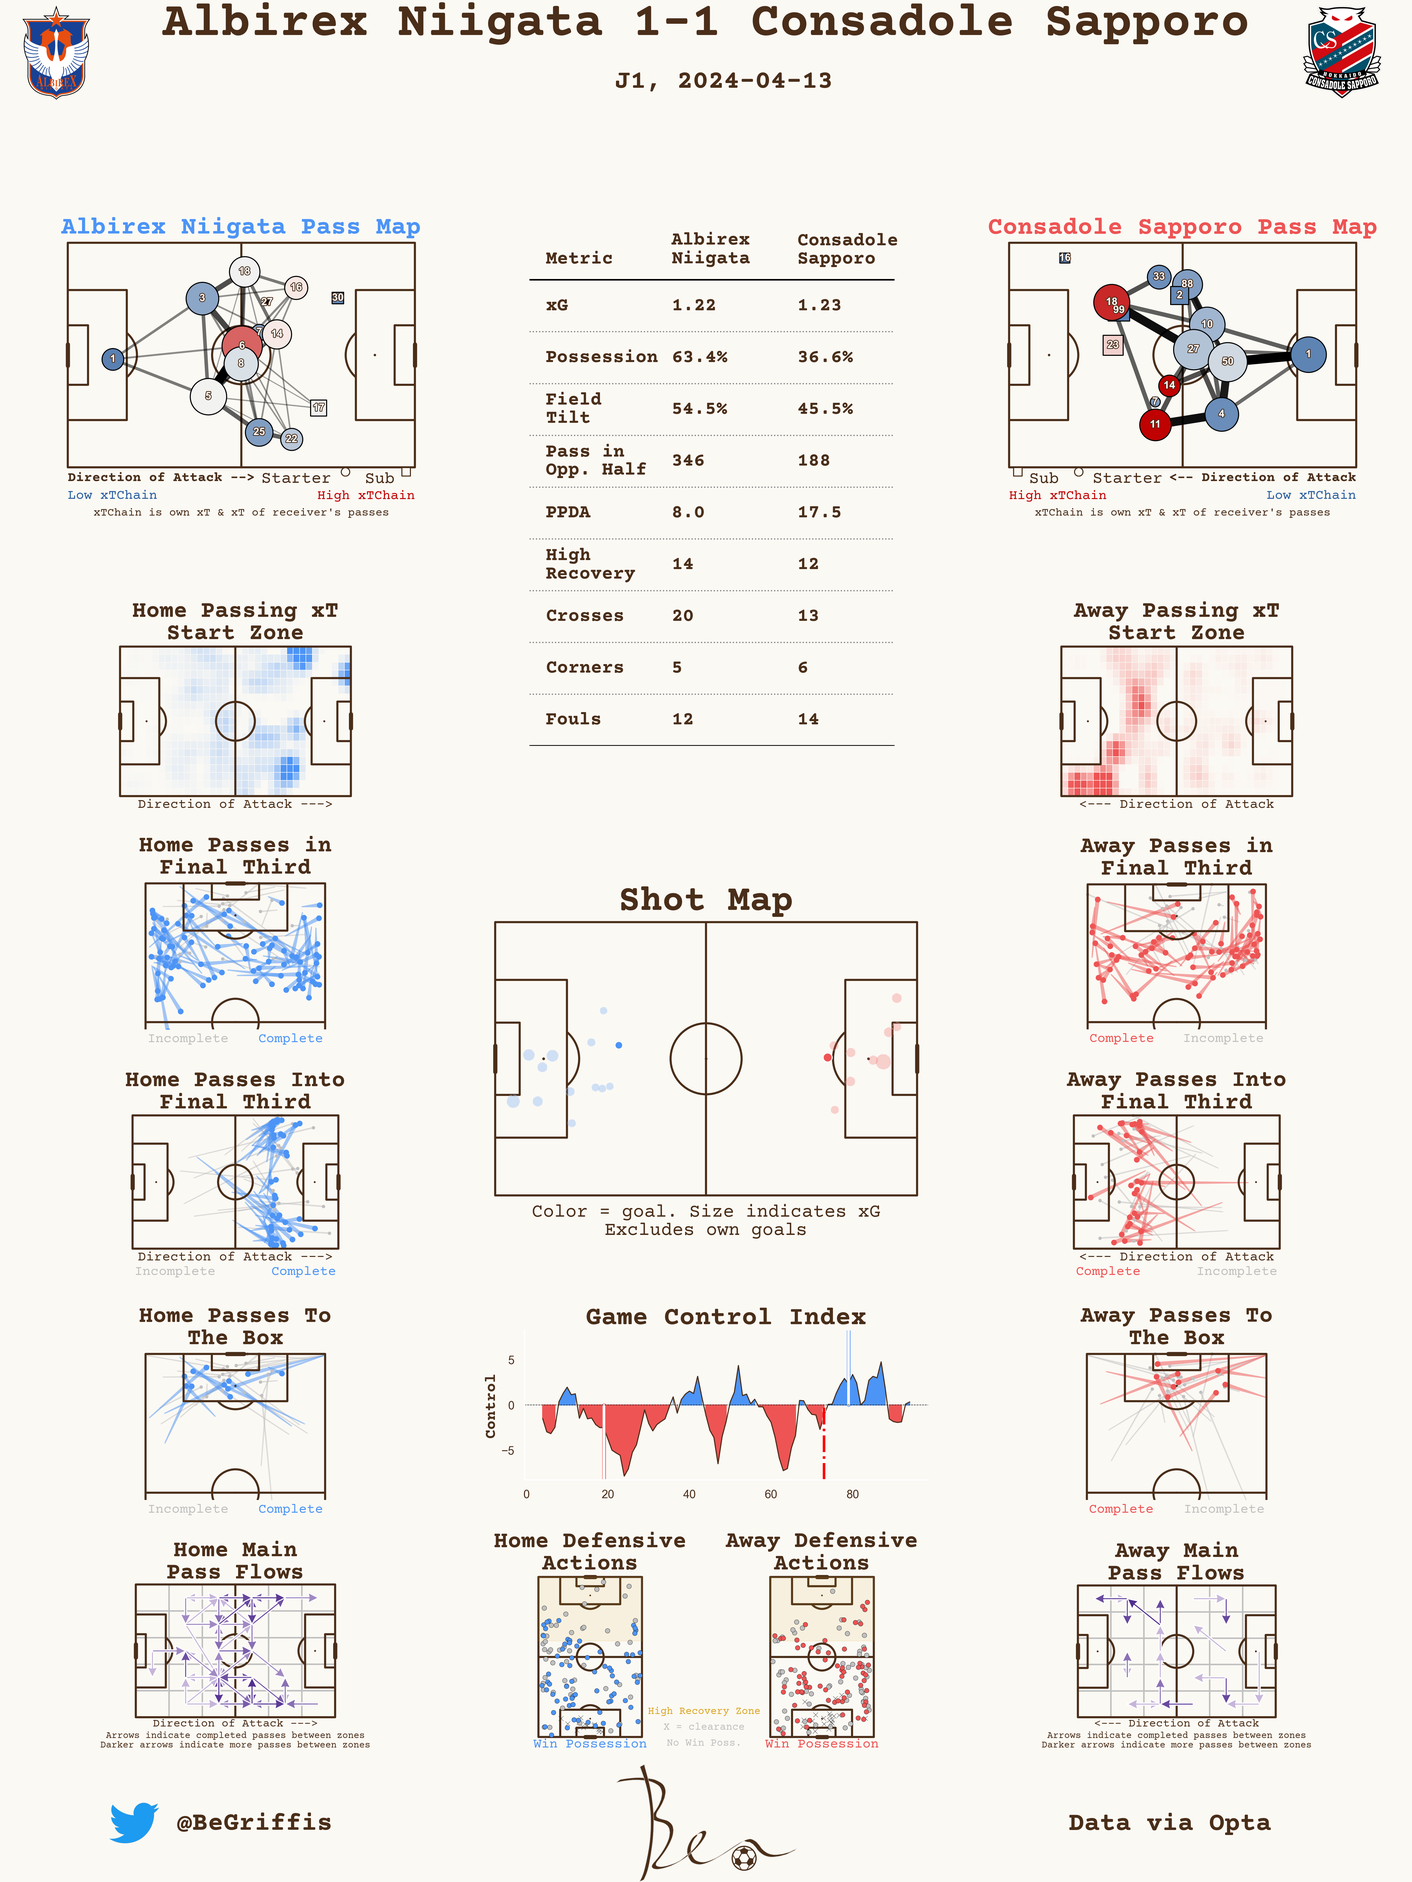 Albirex Niigata 1-1 Consadole Sapporo
J1, 2024-04-13
ALBIREX
CS
HOKKAIDO
CONSADOLE SAPPORO
Albirex Niigata Pass Map
18
16
3
27
30
14
6
8
1
5
17
25
22
Direction of Attack --> Starter Sub
Low xTChain High xTChain
xTChain is own xT & xT of receiver's passes
Metric Albirex Niigata Consadole Sapporo
xG 1.22 1.23
Possession 63.4% 36.6%
Field Tilt 54.5% 45.5%
Pass in Opp. Half 346 188
PPDA 8.0 17.5
High Recovery 14 12
Crosses 20 13
Corners 5 6
Fouls 12 14
Consadole Sapporo Pass Map
16
33
88
2
18
99
10
23
27
50
1
14
7
4
11
Sub Starter <-- Direction of Attack
High xTChain Low xTChain
xTChain is own xT & xT of receiver's passes
Home Passing xT
Start Zone
Direction of Attack --->
Away Passing xT
Start Zone
<--- Direction of Attack
Home Passes in
Final Third
Incomplete Complete
Away Passes in
Final Third
Complete Incomplete
Shot Map
Color = goal. Size indicates xG
Excludes own goals
Home Passes Into
Final Third
Direction of Attack --->
Incomplete Complete
Away Passes Into
Final Third
<--- Direction of Attack
Complete Incomplete
Home Passes To
The Box
Incomplete Complete
Game Control Index
Control
5
0
−5
0 20 40 60 80
Away Passes To
The Box
Complete Incomplete
Home Main
Pass Flows
Direction of Attack --->
Arrows indicate completed passes between zones
Darker arrows indicate more passes between zones
Home Defensive
Actions
Win Possession
Away Defensive
Actions
Win Possession
High Recovery Zone
X = clearance
No Win Poss.
Away Main
Pass Flows
<--- Direction of Attack
Arrows indicate completed passes between zones
Darker arrows indicate more passes between zones
@BeGriffis
Ben
Data via Opta